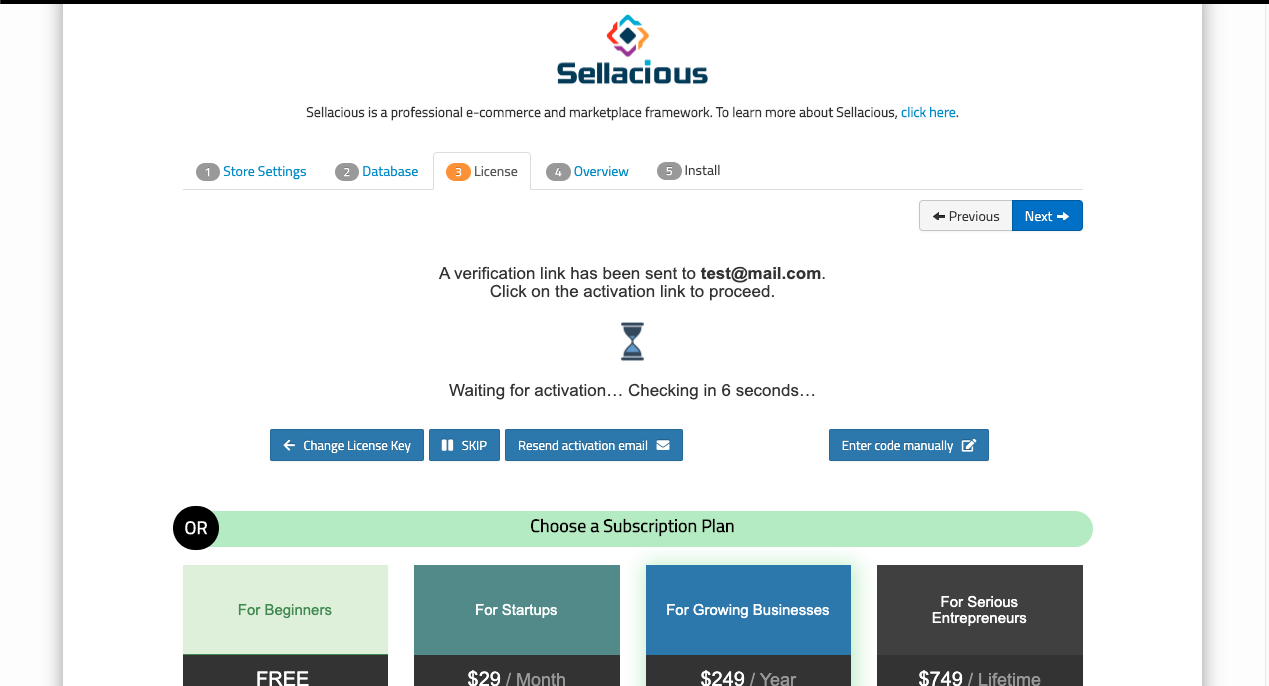 Sellacious
Sellacious is a professional e-commerce and marketplace framework. To learn more about Sellacious, click here.
1 Store Settings 2 Database 3 License 4 Overview 5 Install
Previous Next
A verification link has been sent to test@mail.com.
Click on the activation link to proceed.
Waiting for activation… Checking in 6 seconds…
Change License Key SKIP Resend activation email Enter code manually
OR Choose a Subscription Plan
For Beginners
For Startups
For Growing Businesses
For Serious
Entrepreneurs
FREE
$29 / Month
$249 / Year
$749 / Lifetime